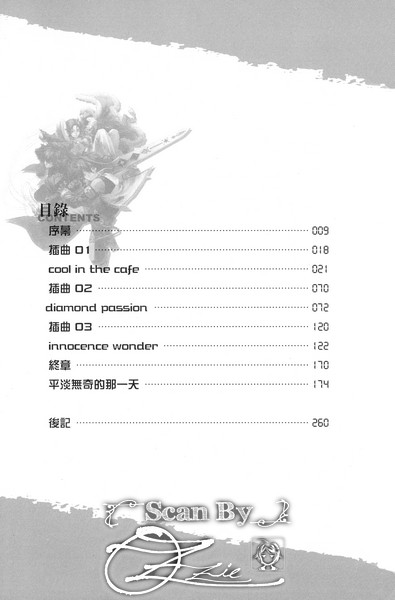 目錄
CONTENTS
序幕 009
插曲 01 018
cool in the cafe 021
插曲 02 070
diamond passion 072
插曲 03 120
innocence wonder 122
終章 170
平淡無奇的那一天 174
後記 260
Scan By